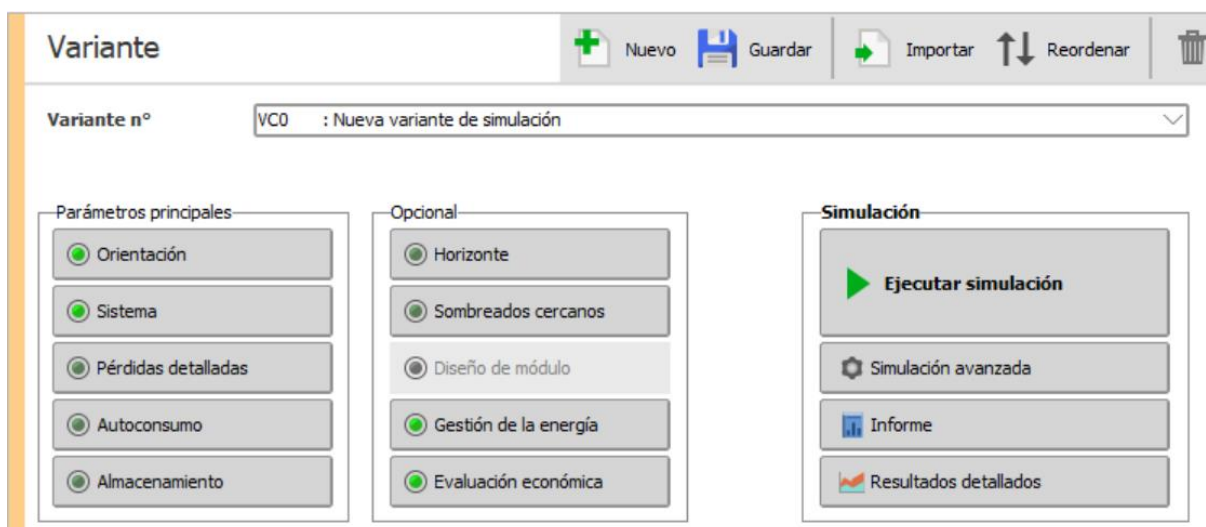 Variante
Nuevo
Guardar
Importar
Reordenar
Variante n°
VC0 : Nueva variante de simulación
Parámetros principales
Orientación
Sistema
Pérdidas detalladas
Autoconsumo
Almacenamiento
Opcional
Horizonte
Sombreados cercanos
Diseño de módulo
Gestión de la energía
Evaluación económica
Simulación
Ejecutar simulación
Simulación avanzada
Informe
Resultados detallados